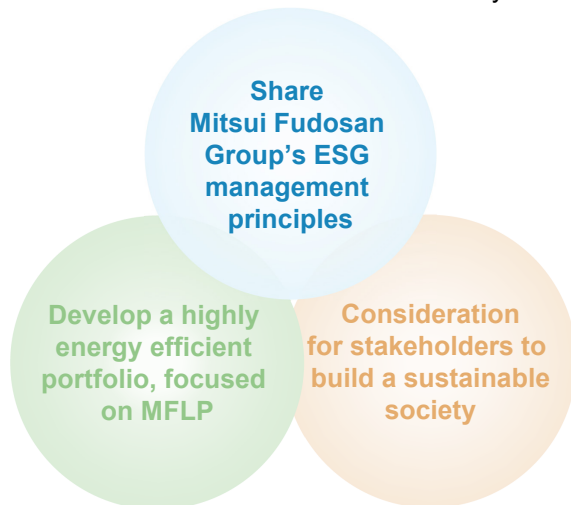 Share
Mitsui Fudosan
Group's ESG
management
principles
Develop a highly
energy efficient
portfolio, focused
on MFLP
Consideration
for stakeholders to
build a sustainable
society